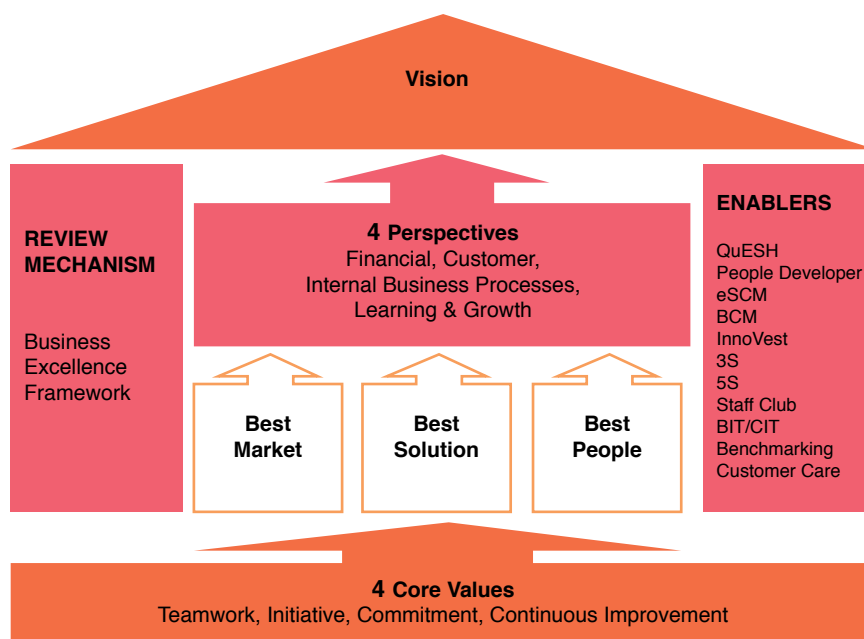 Vision
REVIEW
MECHANISM
Business
Excellence
Framework
4 Perspectives
Financial, Customer,
Internal Business Processes,
Learning & Growth
Best
Market
Best
Solution
Best
People
ENABLERS
QuESH
People Developer
eSCM
BCM
InnoVest
3S
5S
Staff Club
BIT/CIT
Benchmarking
Customer Care
4 Core Values
Teamwork, Initiative, Commitment, Continuous Improvement